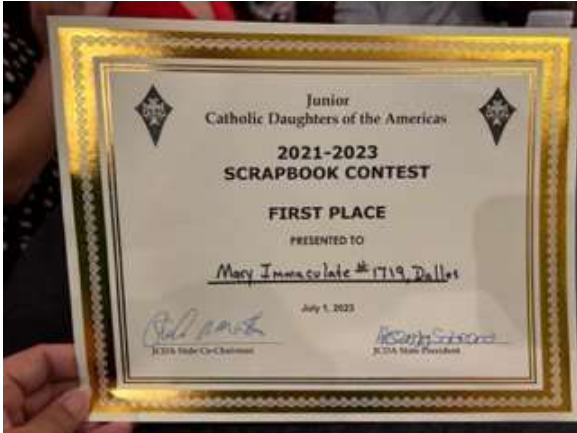 Junior
Catholic Daughters of the Americas
2021-2023
SCRAPBOOK CONTEST
FIRST PLACE
PRESENTED TO
Mary Immaculate #1719, Dallas
July 1, 2023
JCDA State Co-Chairman JCDA State President